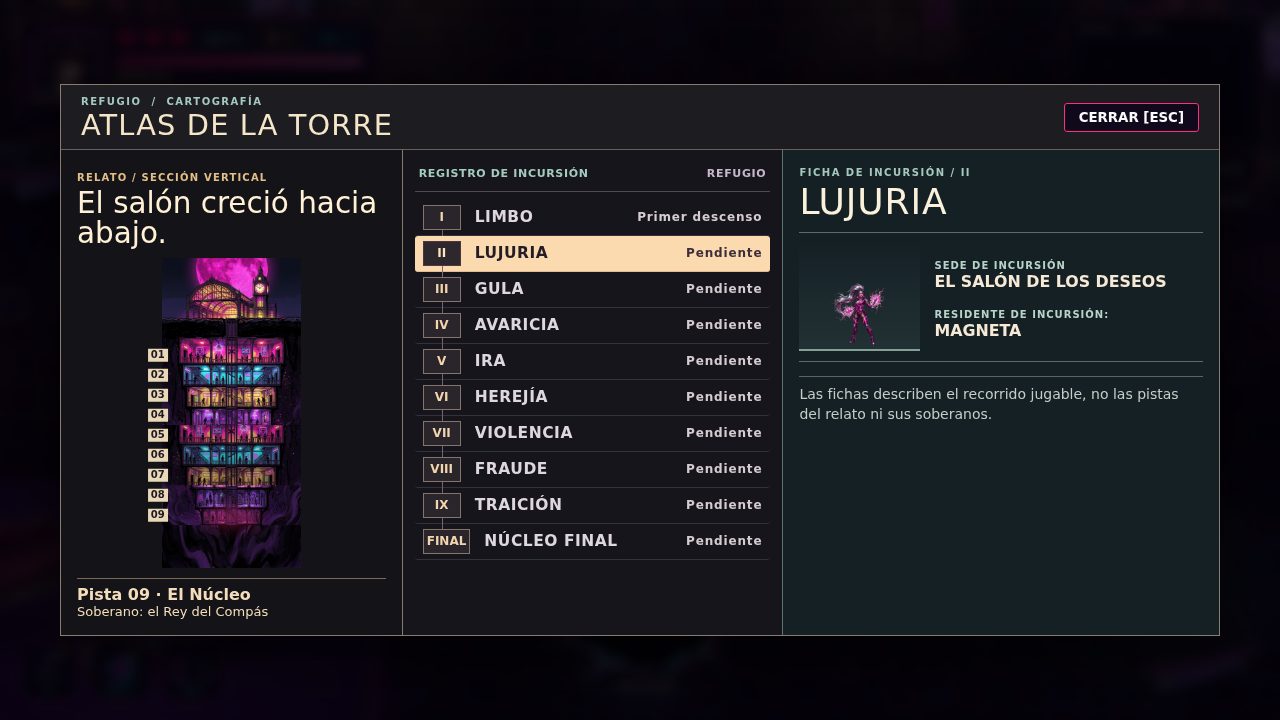 REFUGIO / CARTOGRAFÍA
ATLAS DE LA TORRE
CERRAR [ESC]
RELATO / SECCIÓN VERTICAL
El salón creció hacia
abajo.
01
02
03
04
05
06
07
08
09
Pista 09 · El Núcleo
Soberano: el Rey del Compás
REGISTRO DE INCURSIÓN REFUGIO
I LIMBO Primer descenso
II LUJURIA Pendiente
III GULA Pendiente
IV AVARICIA Pendiente
V IRA Pendiente
VI HEREJÍA Pendiente
VII VIOLENCIA Pendiente
VIII FRAUDE Pendiente
IX TRAICIÓN Pendiente
FINAL NÚCLEO FINAL Pendiente
FICHA DE INCURSIÓN / II
LUJURIA
SEDE DE INCURSIÓN
EL SALÓN DE LOS DESEOS
RESIDENTE DE INCURSIÓN:
MAGNETA
Las fichas describen el recorrido jugable, no las pistas
del relato ni sus soberanos.